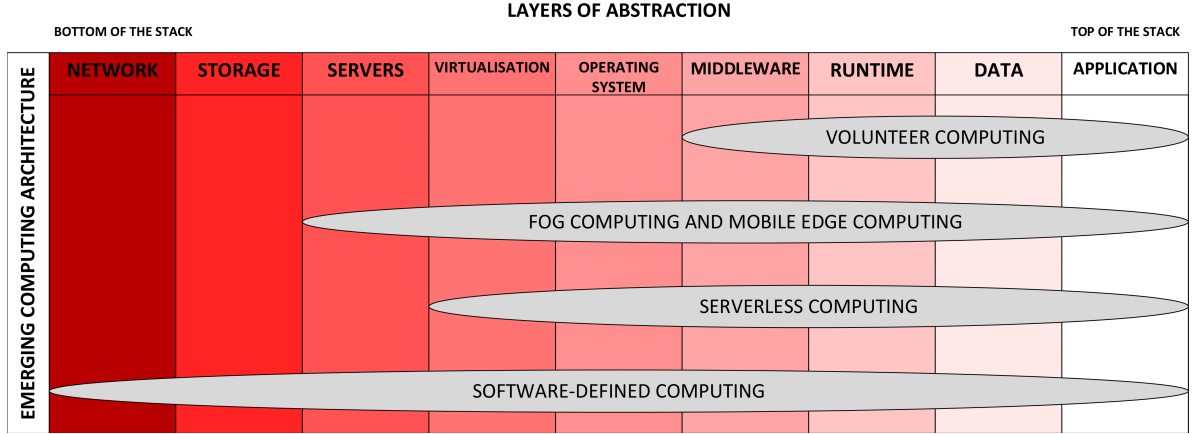 LAYERS OF ABSTRACTION
BOTTOM OF THE STACK
TOP OF THE STACK
EMERGING COMPUTING ARCHITECTURE
NETWORK
STORAGE
SERVERS
VIRTUALISATION
OPERATING
SYSTEM
MIDDLEWARE
RUNTIME
DATA
APPLICATION
VOLUNTEER COMPUTING
FOG COMPUTING AND MOBILE EDGE COMPUTING
SERVERLESS COMPUTING
SOFTWARE-DEFINED COMPUTING